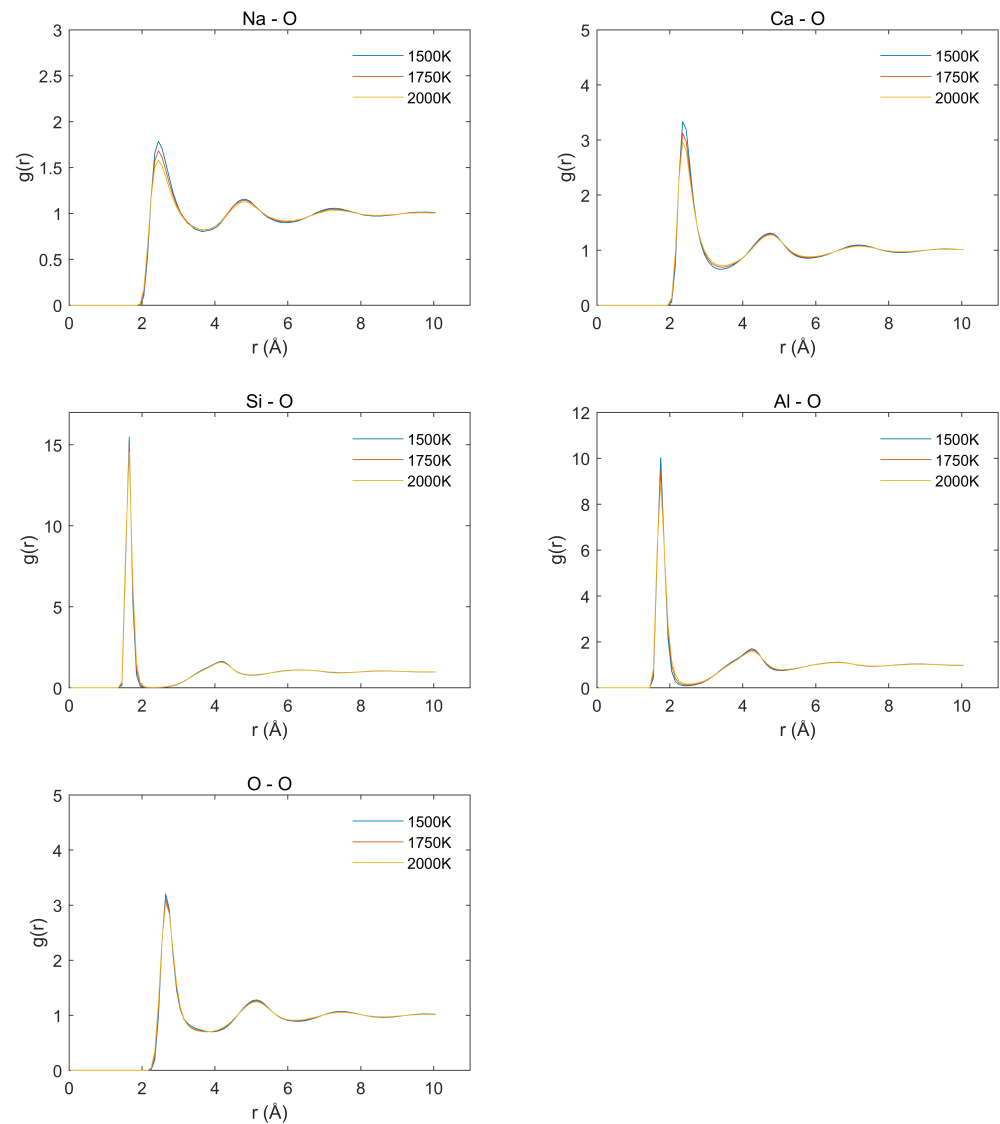 Na - O
3
2.5
2
1.5
1
0.5
0
g(r)
1500K
1750K
2000K
0 2 4 6 8 10
r (Å)
Ca - O
5
4
3
2
1
0
g(r)
1500K
1750K
2000K
0 2 4 6 8 10
r (Å)
Si - O
15
10
5
0
g(r)
1500K
1750K
2000K
0 2 4 6 8 10
r (Å)
Al - O
12
10
8
6
4
2
0
g(r)
1500K
1750K
2000K
0 2 4 6 8 10
r (Å)
O - O
5
4
3
2
1
0
g(r)
1500K
1750K
2000K
0 2 4 6 8 10
r (Å)